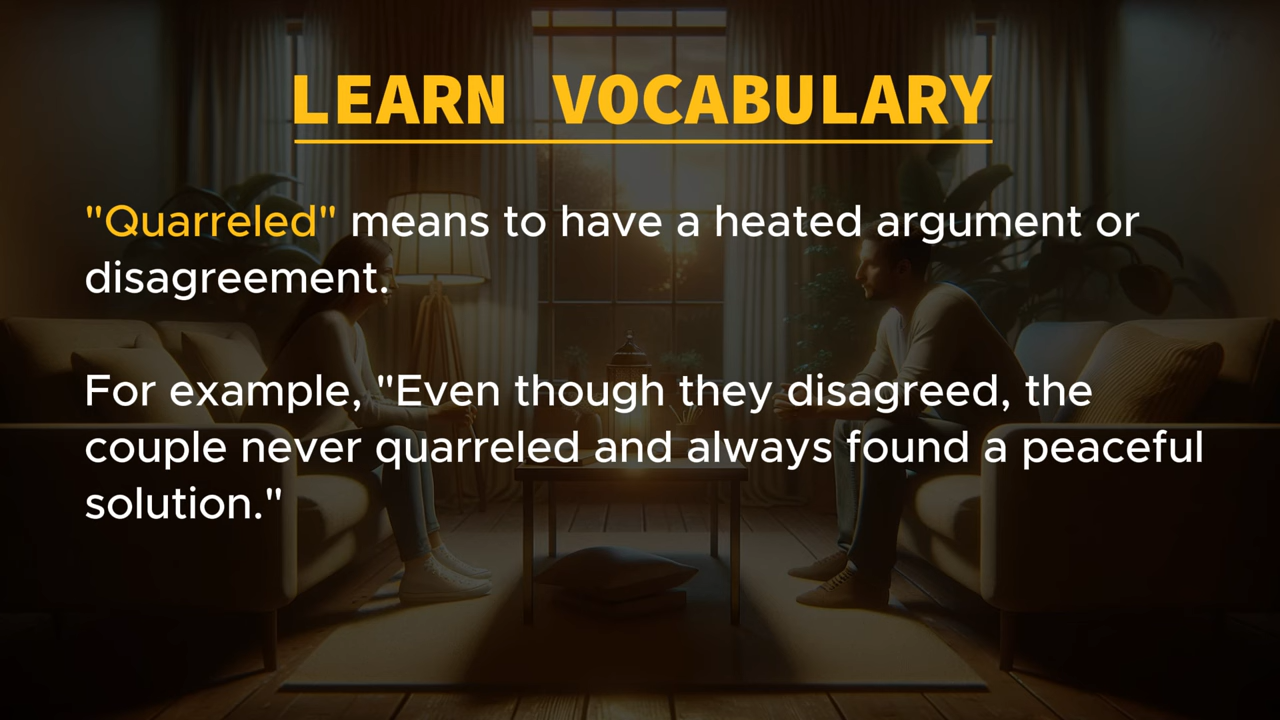 LEARN VOCABULARY
"Quarreled" means to have a heated argument or
disagreement.
For example, "Even though they disagreed, the
couple never quarreled and always found a peaceful
solution."